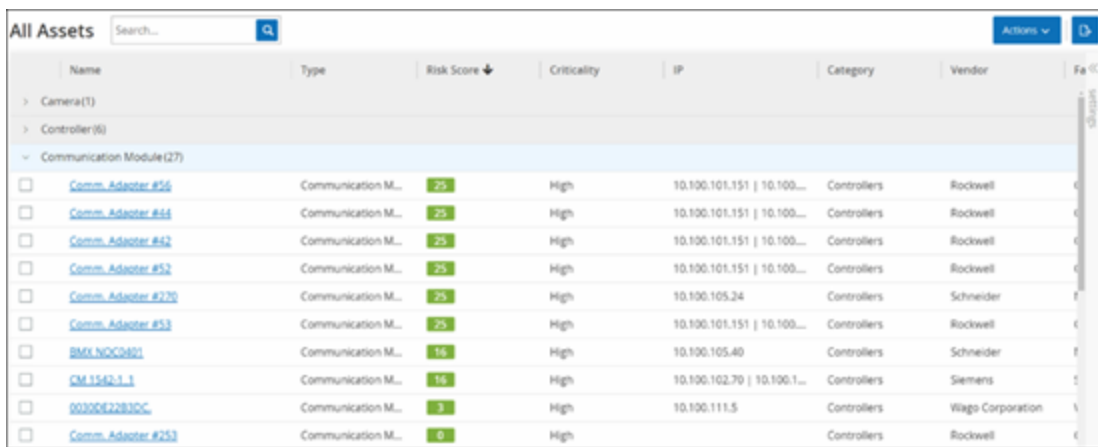 All Assets Search... Actions
Name Type Risk Score Criticality IP Category Vendor Fa
Camera(1)
Controller(6)
Communication Module(27)
Comm. Adapter #56 Communication M... 25 High 10.100.101.151 | 10.100.... Controllers Rockwell
Comm. Adapter #44 Communication M... 25 High 10.100.101.151 | 10.100.... Controllers Rockwell
Comm. Adapter #42 Communication M... 25 High 10.100.101.151 | 10.100.... Controllers Rockwell
Comm. Adapter #52 Communication M... 25 High 10.100.101.151 | 10.100.... Controllers Rockwell
Comm. Adapter #270 Communication M... 25 High 10.100.105.24 Controllers Schneider
Comm. Adapter #53 Communication M... 25 High 10.100.101.151 | 10.100.... Controllers Rockwell
BMX NOC0401 Communication M... 16 High 10.100.105.40 Controllers Schneider
CM 1542-1_1 Communication M... 16 High 10.100.102.70 | 10.100.1... Controllers Siemens
0030DE22B3DC. Communication M... 3 High 10.100.111.5 Controllers Wago Corporation
Comm. Adapter #253 Communication M... 0 High Controllers Rockwell
settings